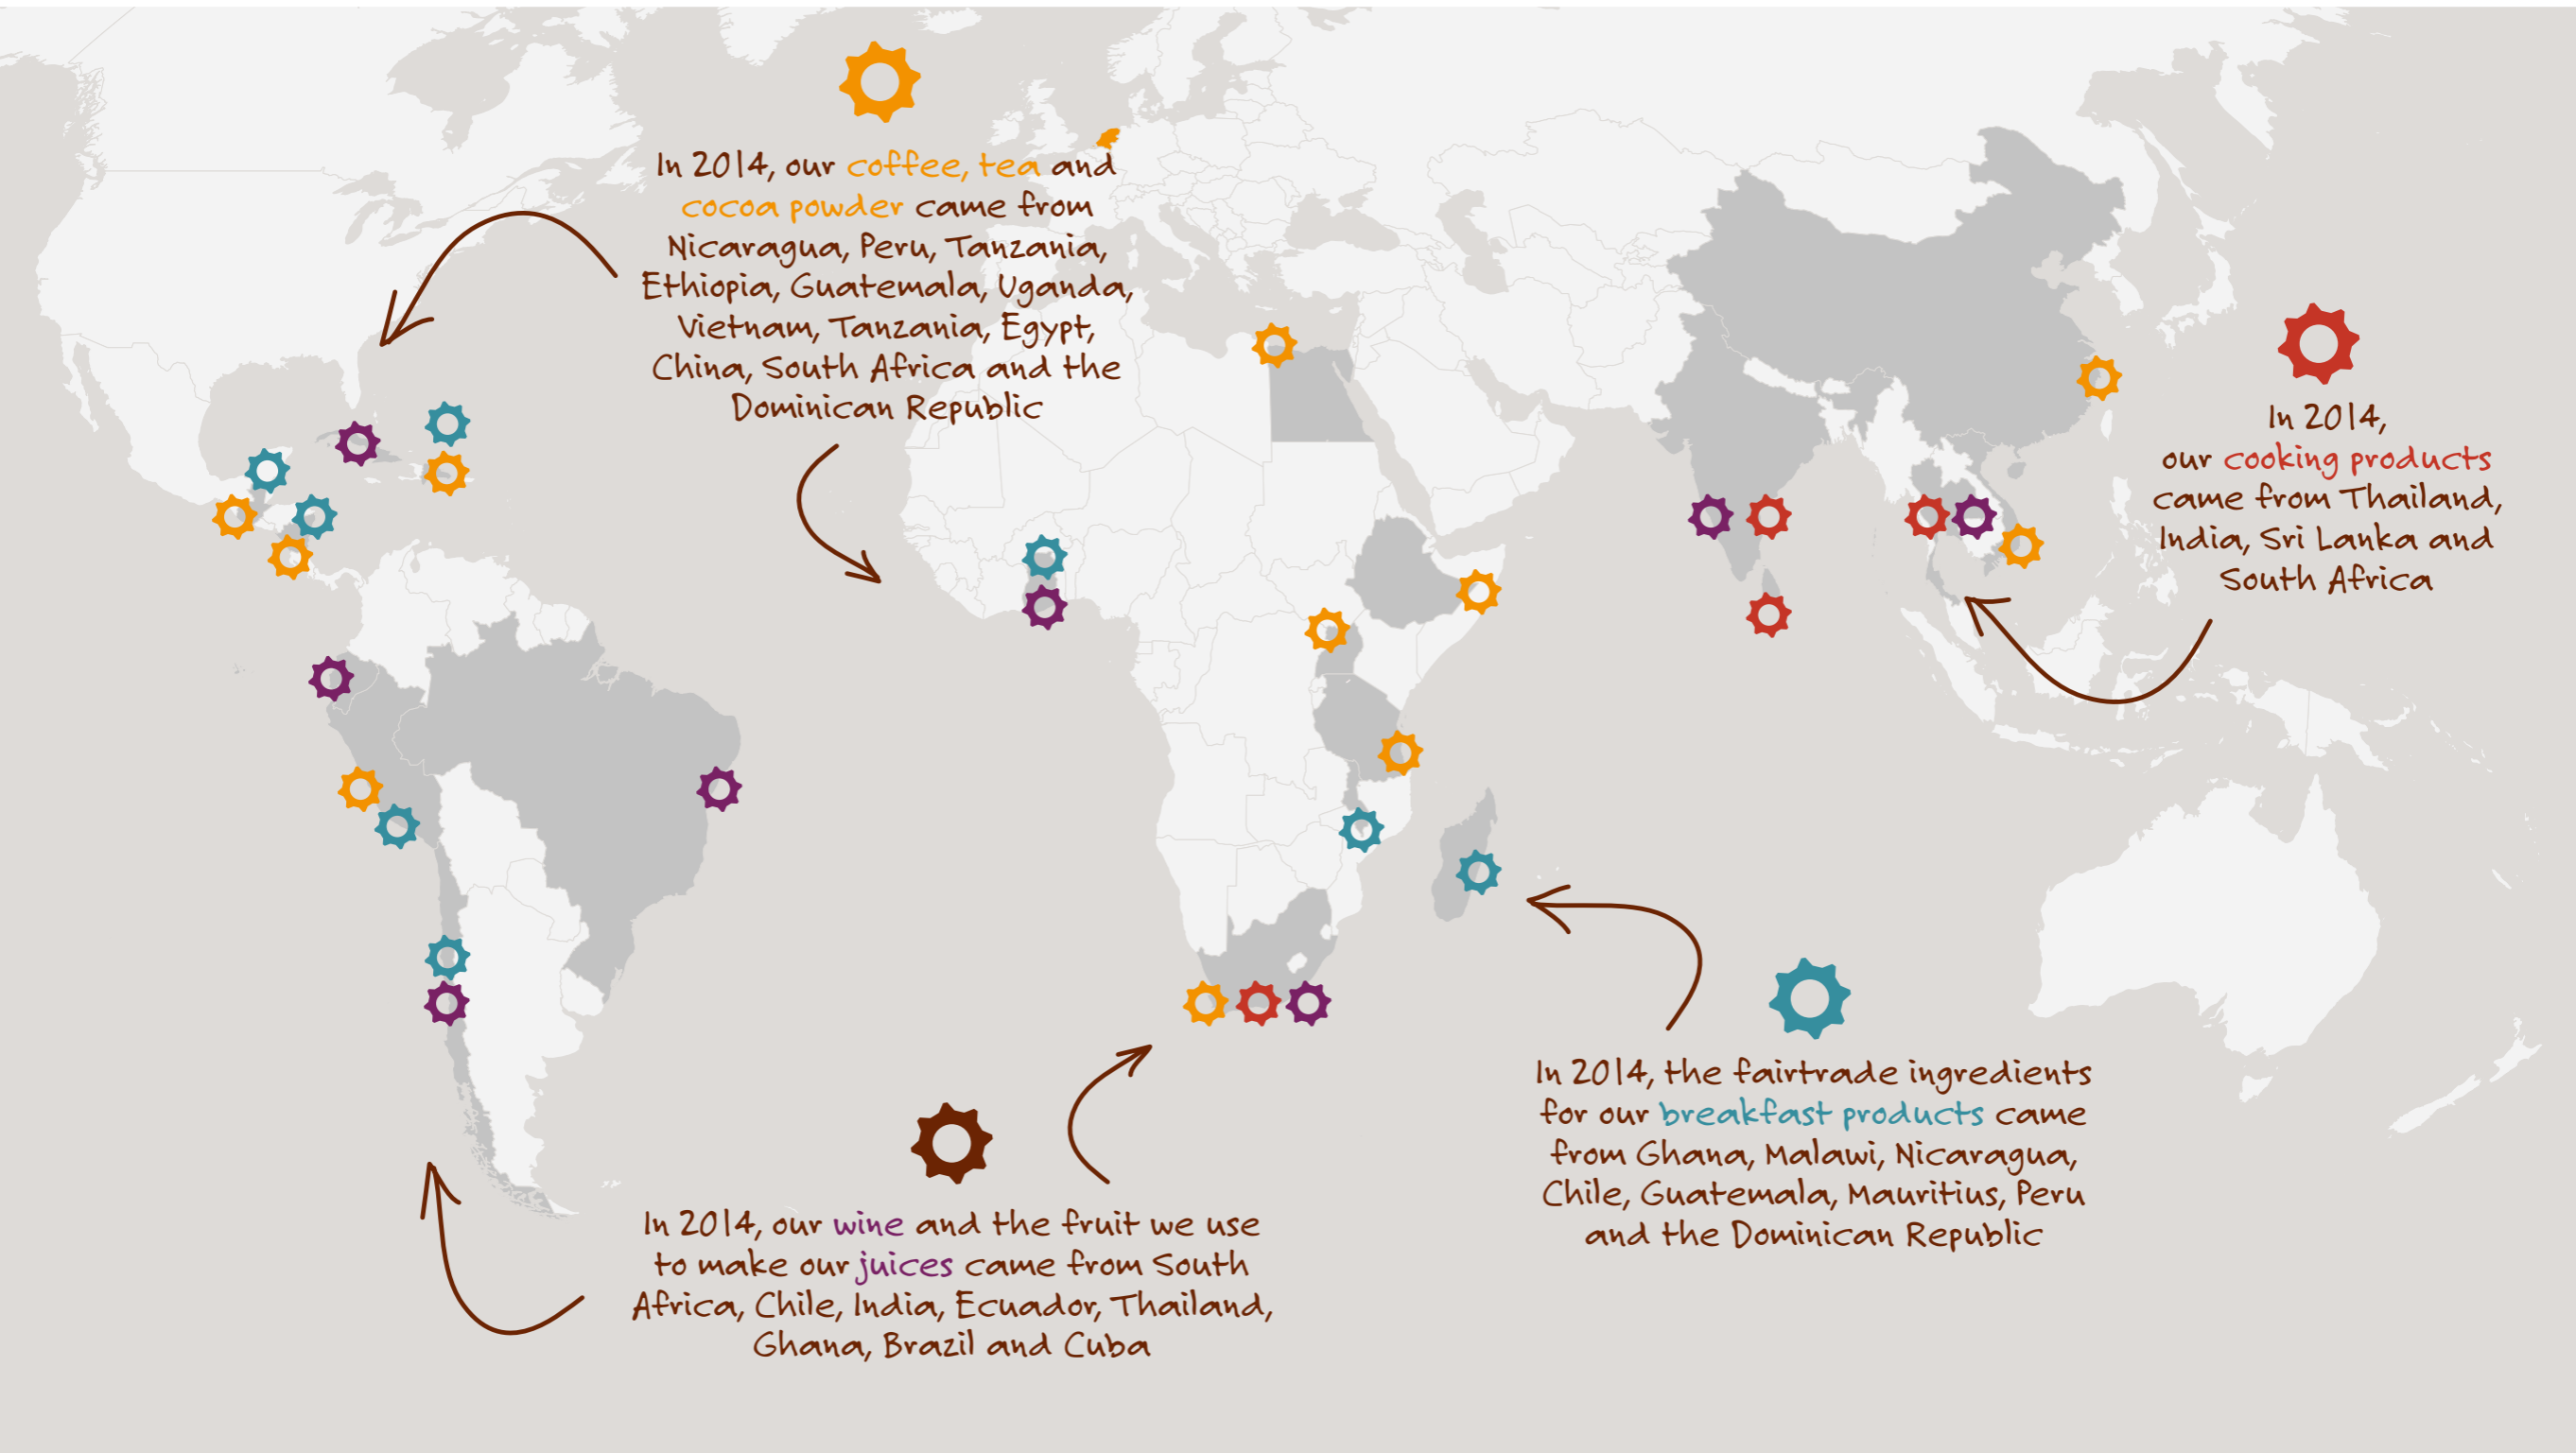 In 2014, our coffee, tea and
cocoa powder came from
Nicaragua, Peru, Tanzania,
Ethiopia, Guatemala, Uganda,
Vietnam, Tanzania, Egypt,
China, South Africa and the
Dominican Republic
In 2014,
our cooking products
came from Thailand,
India, Sri Lanka and
South Africa
In 2014, the fairtrade ingredients
for our breakfast products came
from Ghana, Malawi, Nicaragua,
Chile, Guatemala, Mauritius, Peru
and the Dominican Republic
In 2014, our wine and the fruit we use
to make our juices came from South
Africa, Chile, India, Ecuador, Thailand,
Ghana, Brazil and Cuba